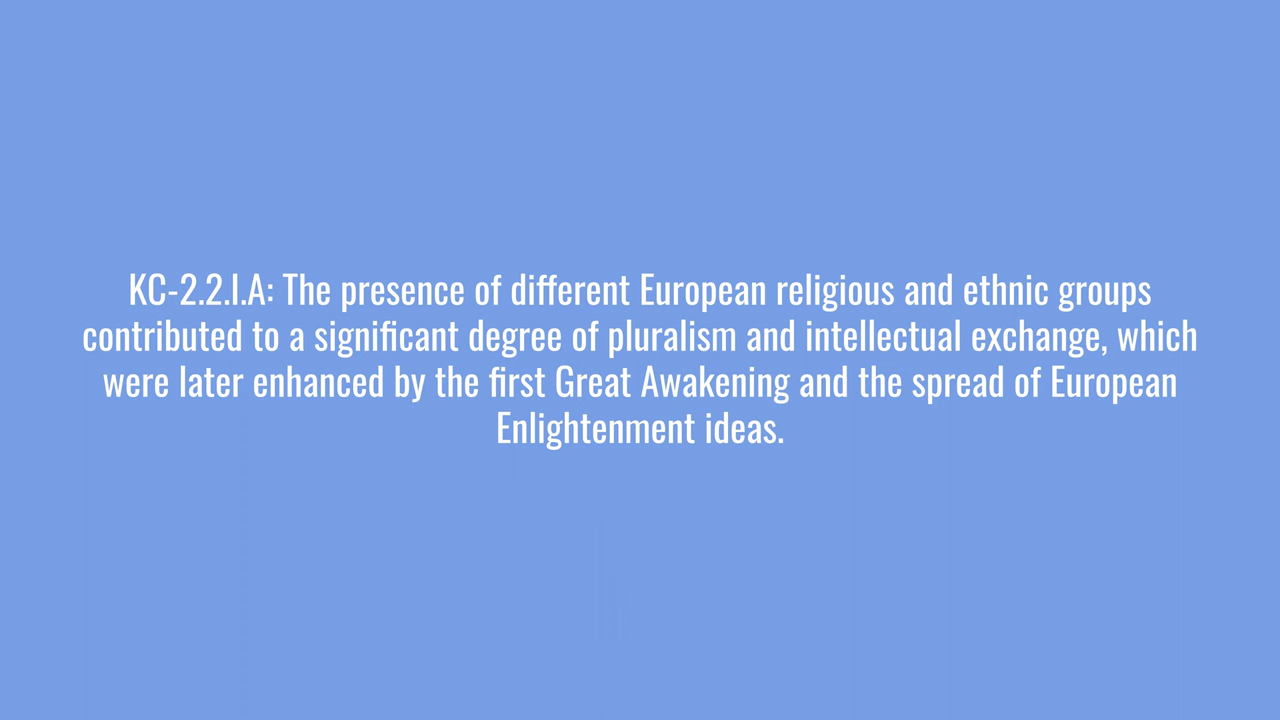 KC-2.2.I.A: The presence of different European religious and ethnic groups
contributed to a significant degree of pluralism and intellectual exchange, which
were later enhanced by the first Great Awakening and the spread of European
Enlightenment ideas.